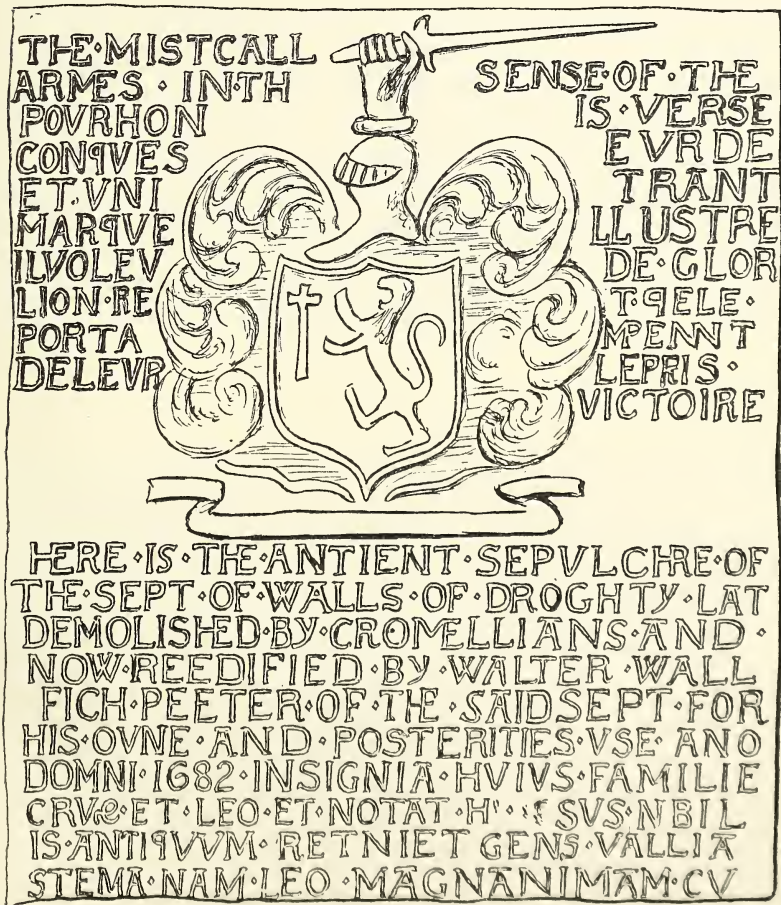 THE·MISTCALL SENSE·OF·THE
ARMES·IN·TH IS·VERSE
POVRHON EVRDE
CONQVES TRANT
ET·VNI LLUSTRE
MARQVE DE·GLOR
ILVOLEV T·QELE·
LION·RE MPENNT
PORTA LEPRIS·
DELEVR VICTOIRE
HERE·IS·THE·ANTIENT·SEPVLCHRE·OF
THE·SEPT·OF·WALLS·OF·DROGHTY·LAT
DEMOLISHED·BY·CROMELLIANS·AND·
NOW·REEDIFIED·BY·WALTER·WALL
FICH·PEETER·OF·THE·SAIDSEPT·FOR
HIS·OVNE·AND·POSTERITIES·VSE·ANO
DOMNI·1682·INSIGNIA·HVIVS·FAMILIE
ET·LEO·ET·NOTAT· SVS·NBIL
IS·ANTIQVVM·RETNIET GENS·VALLIA
STEMA·NAM·LEO·MAGNANIMAM·CV